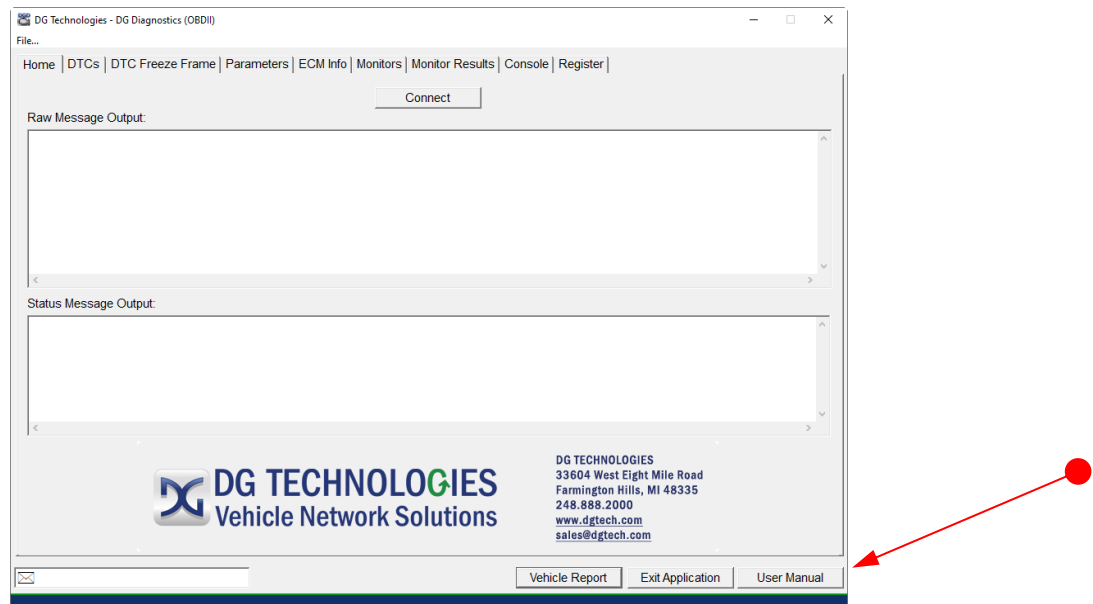 DG Technologies - DG Diagnostics (OBDII)
File...
Home DTCs DTC Freeze Frame Parameters ECM Info Monitors Monitor Results Console Register
Connect
Raw Message Output:
Status Message Output:
DG TECHNOLOGIES
Vehicle Network Solutions
DG TECHNOLOGIES
33604 West Eight Mile Road
Farmington Hills, MI 48335
248.888.2000
www.dgtech.com
sales@dgtech.com
Vehicle Report Exit Application User Manual